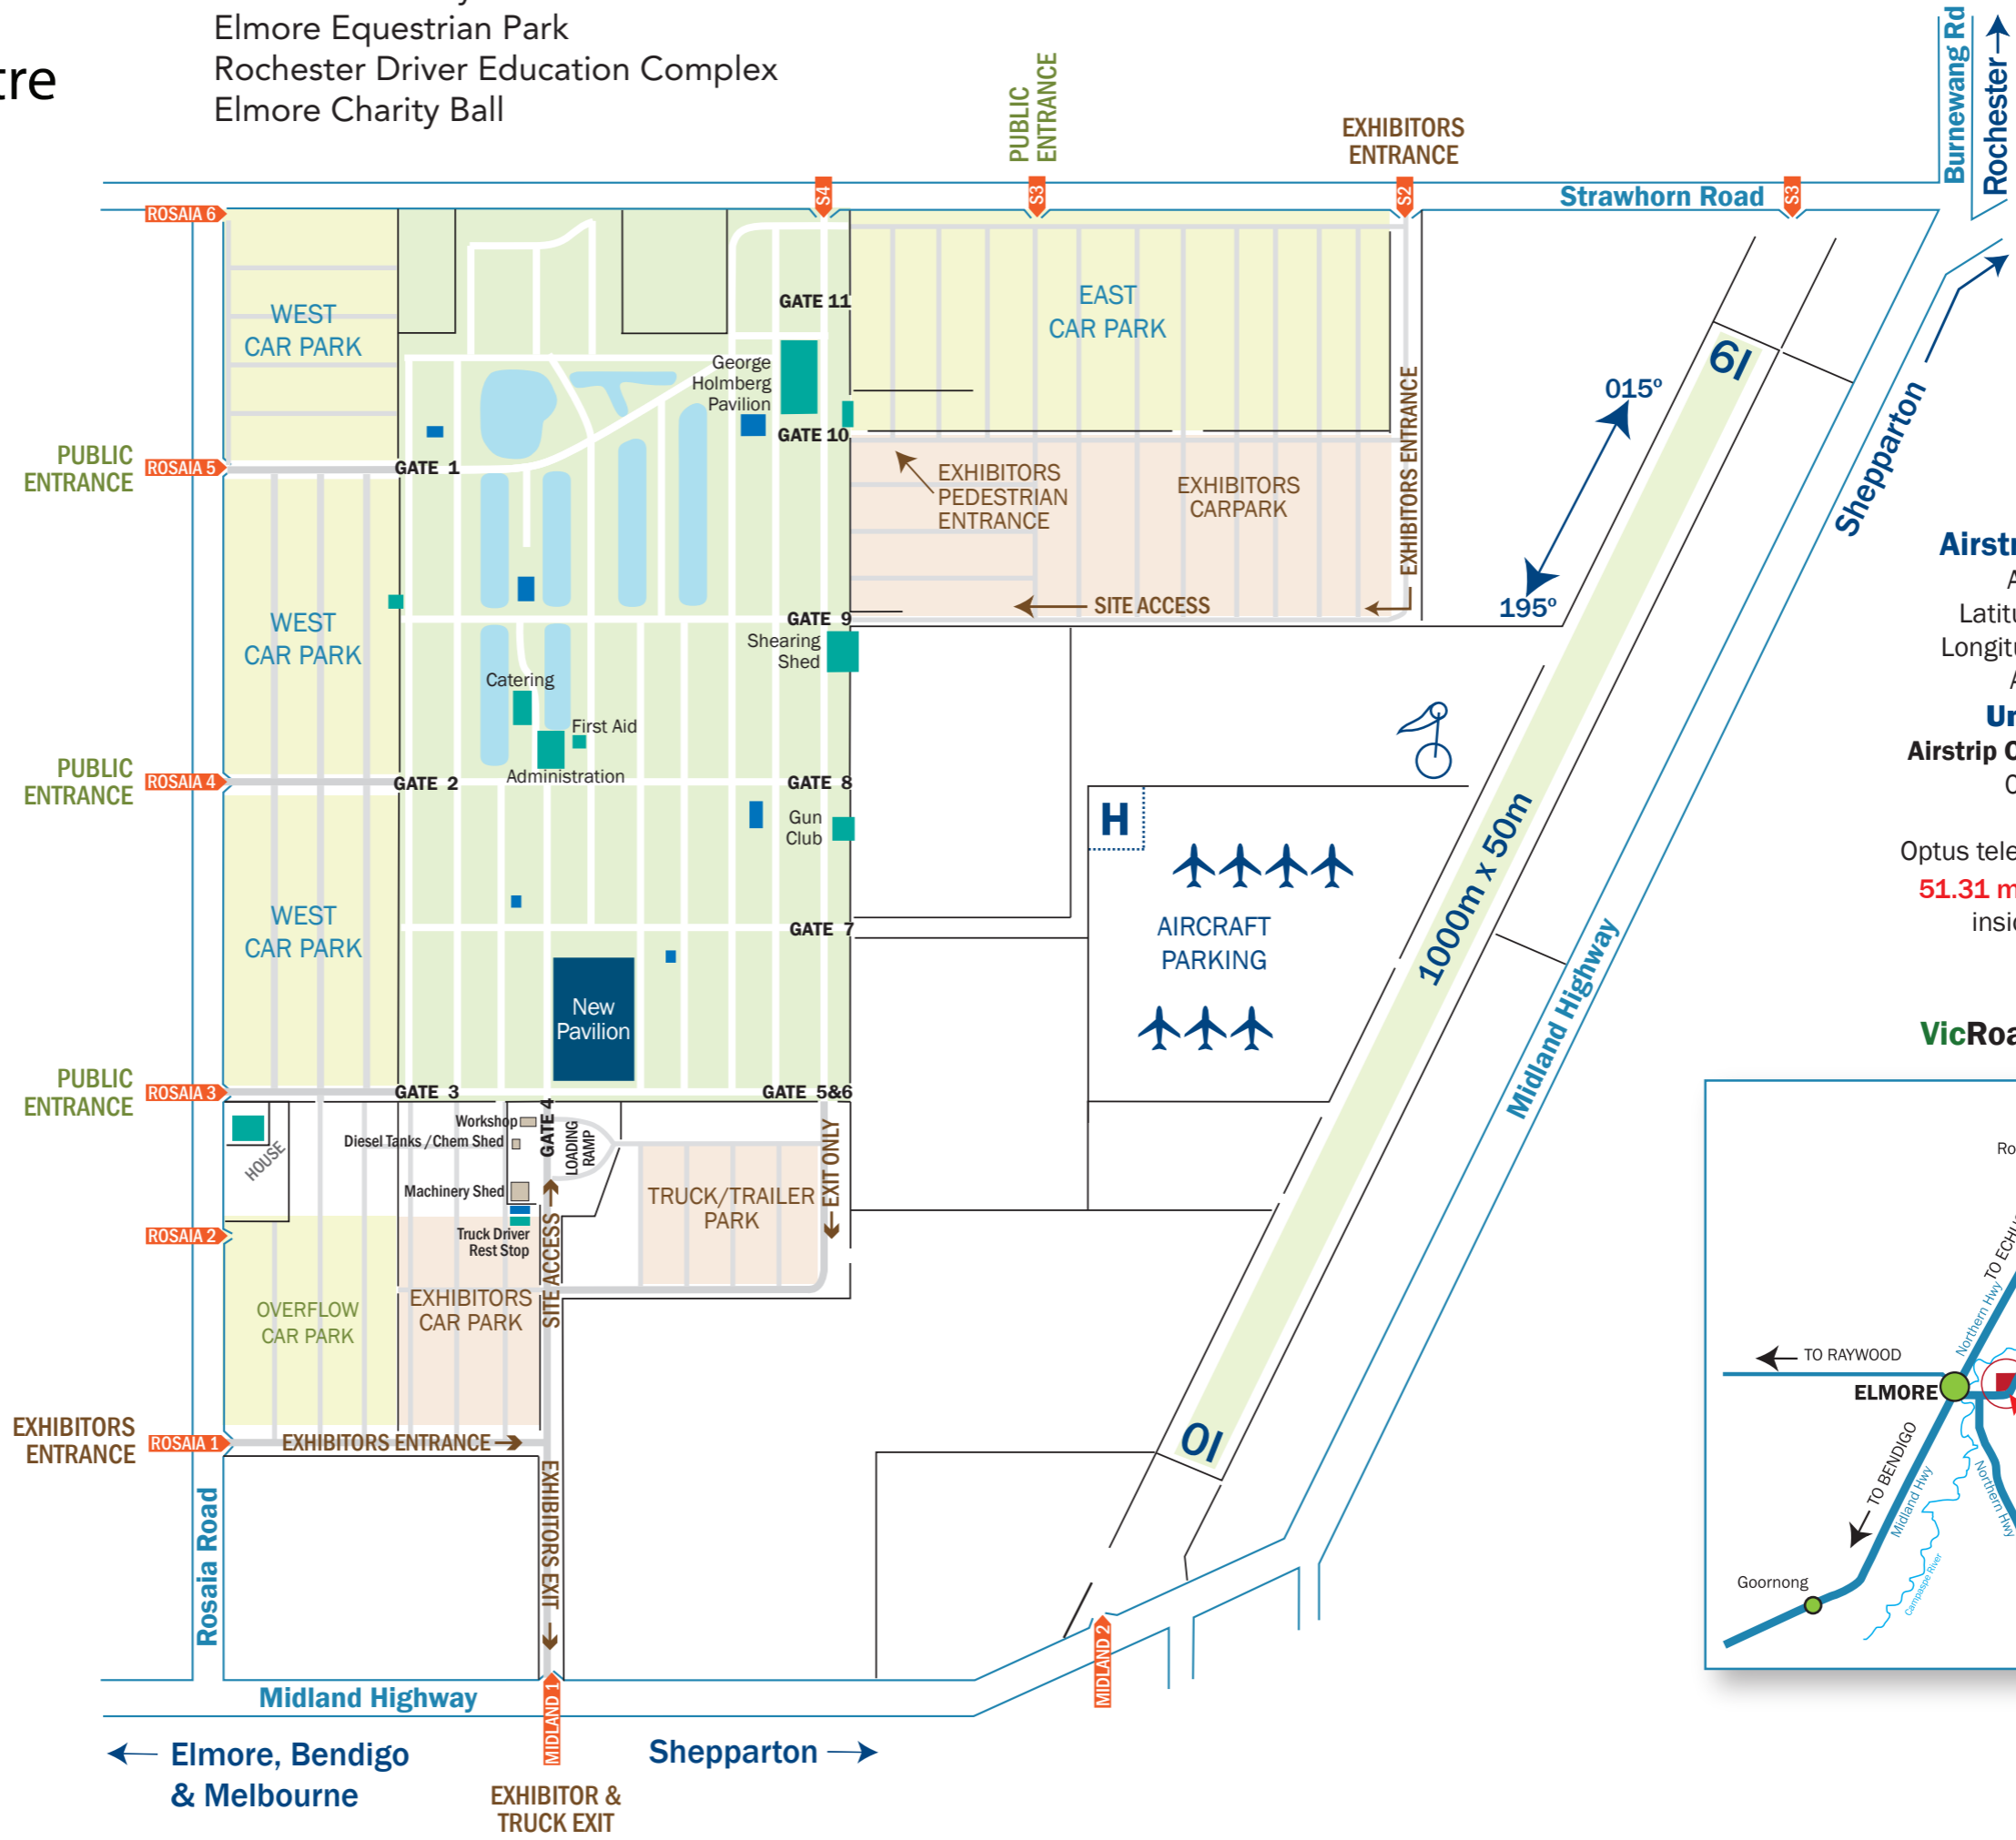 Elmore Equestrian Park
Rochester Driver Education Complex
Elmore Charity Ball
PUBLIC
ENTRANCE
EXHIBITORS
ENTRANCE
Burnewang Rd
Rochester
S4
S3
S2
Strawhorn Road
S3
ROSAIA 6
WEST
CAR PARK
GATE 11
EAST
CAR PARK
George
Holmberg
Pavilion
GATE 10
19
015º
195º
Shepparton
PUBLIC
ENTRANCE
ROSAIA 5
GATE 1
EXHIBITORS
PEDESTRIAN
ENTRANCE
EXHIBITORS
CARPARK
EXHIBITORS ENTRANCE
SITE ACCESS
GATE 9
Shearing
Shed
WEST
CAR PARK
Catering
First Aid
Administration
PUBLIC
ENTRANCE
ROSAIA 4
GATE 2
GATE 8
Gun
Club
H
1000m x 50m
AIRCRAFT
PARKING
Midland Highway
WEST
CAR PARK
GATE 7
New
Pavilion
PUBLIC
ENTRANCE
ROSAIA 3
GATE 3
GATE 5&6
HOUSE
Workshop
Diesel Tanks /Chem Shed
GATE 4
LOADING
RAMP
EXIT ONLY
Machinery Shed
TRUCK/TRAILER
PARK
ROSAIA 2
Truck Driver
Rest Stop
SITE ACCESS
OVERFLOW
CAR PARK
EXHIBITORS
CAR PARK
EXHIBITORS
ENTRANCE
ROSAIA 1
EXHIBITORS ENTRANCE
01
EXHIBITORS EXIT
Rosaia Road
Midland Highway
MIDLAND 1
MIDLAND 2
Elmore, Bendigo
& Melbourne
Shepparton
EXHIBITOR &
TRUCK EXIT
Airstrip
Optus
51.31
VicRoa
TO RAYWOOD
Northern Hwy
ELMORE
TO BENDIGO
Midland Hwy
Northern Hwy
Campaspe River
Goornong